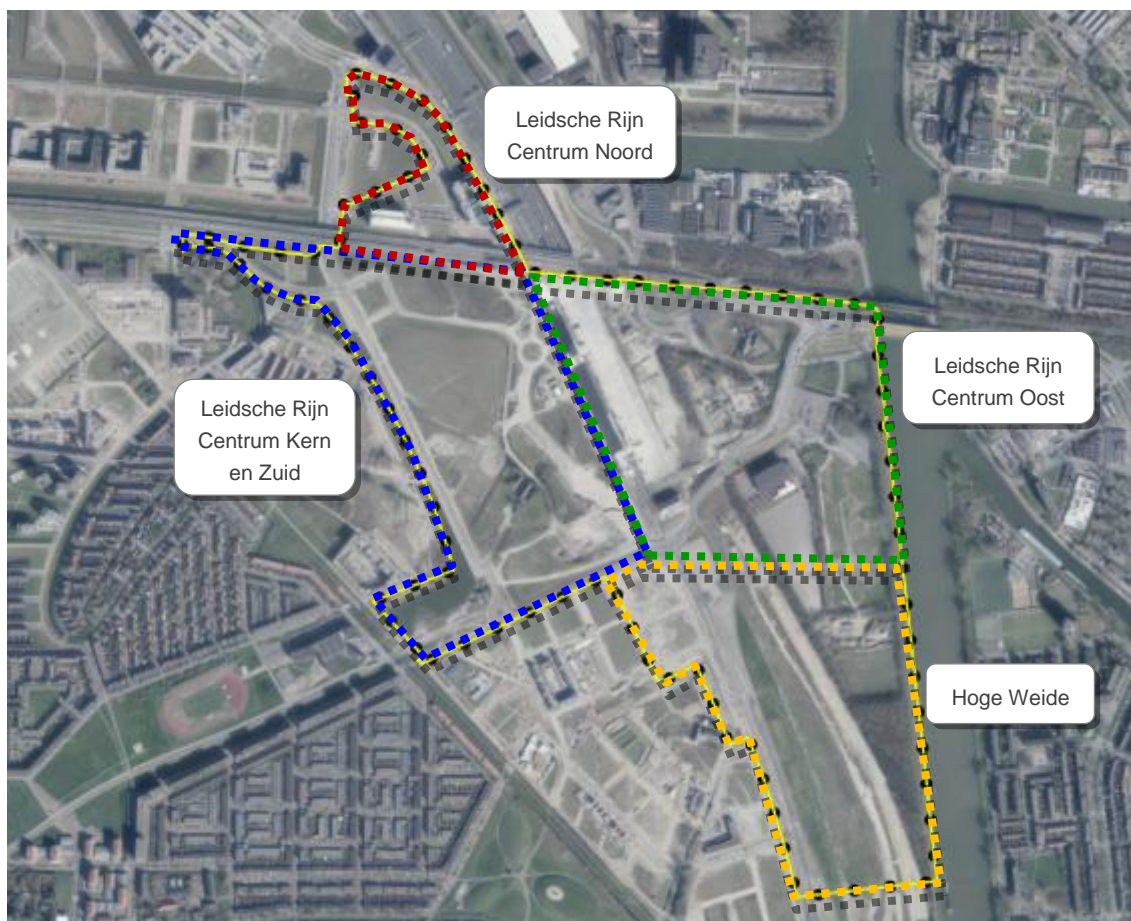 Leidsche Rijn
Centrum Noord
Leidsche Rijn
Centrum Oost
Leidsche Rijn
Centrum Kern
en Zuid
Hoge Weide